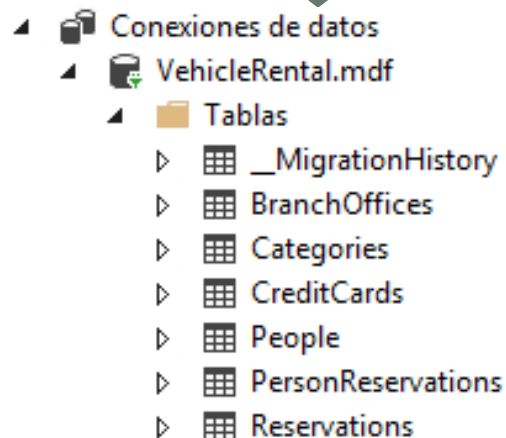 Conexiones de datos
VehicleRental.mdf
Tablas
__MigrationHistory
BranchOffices
Categories
CreditCards
People
PersonReservations
Reservations